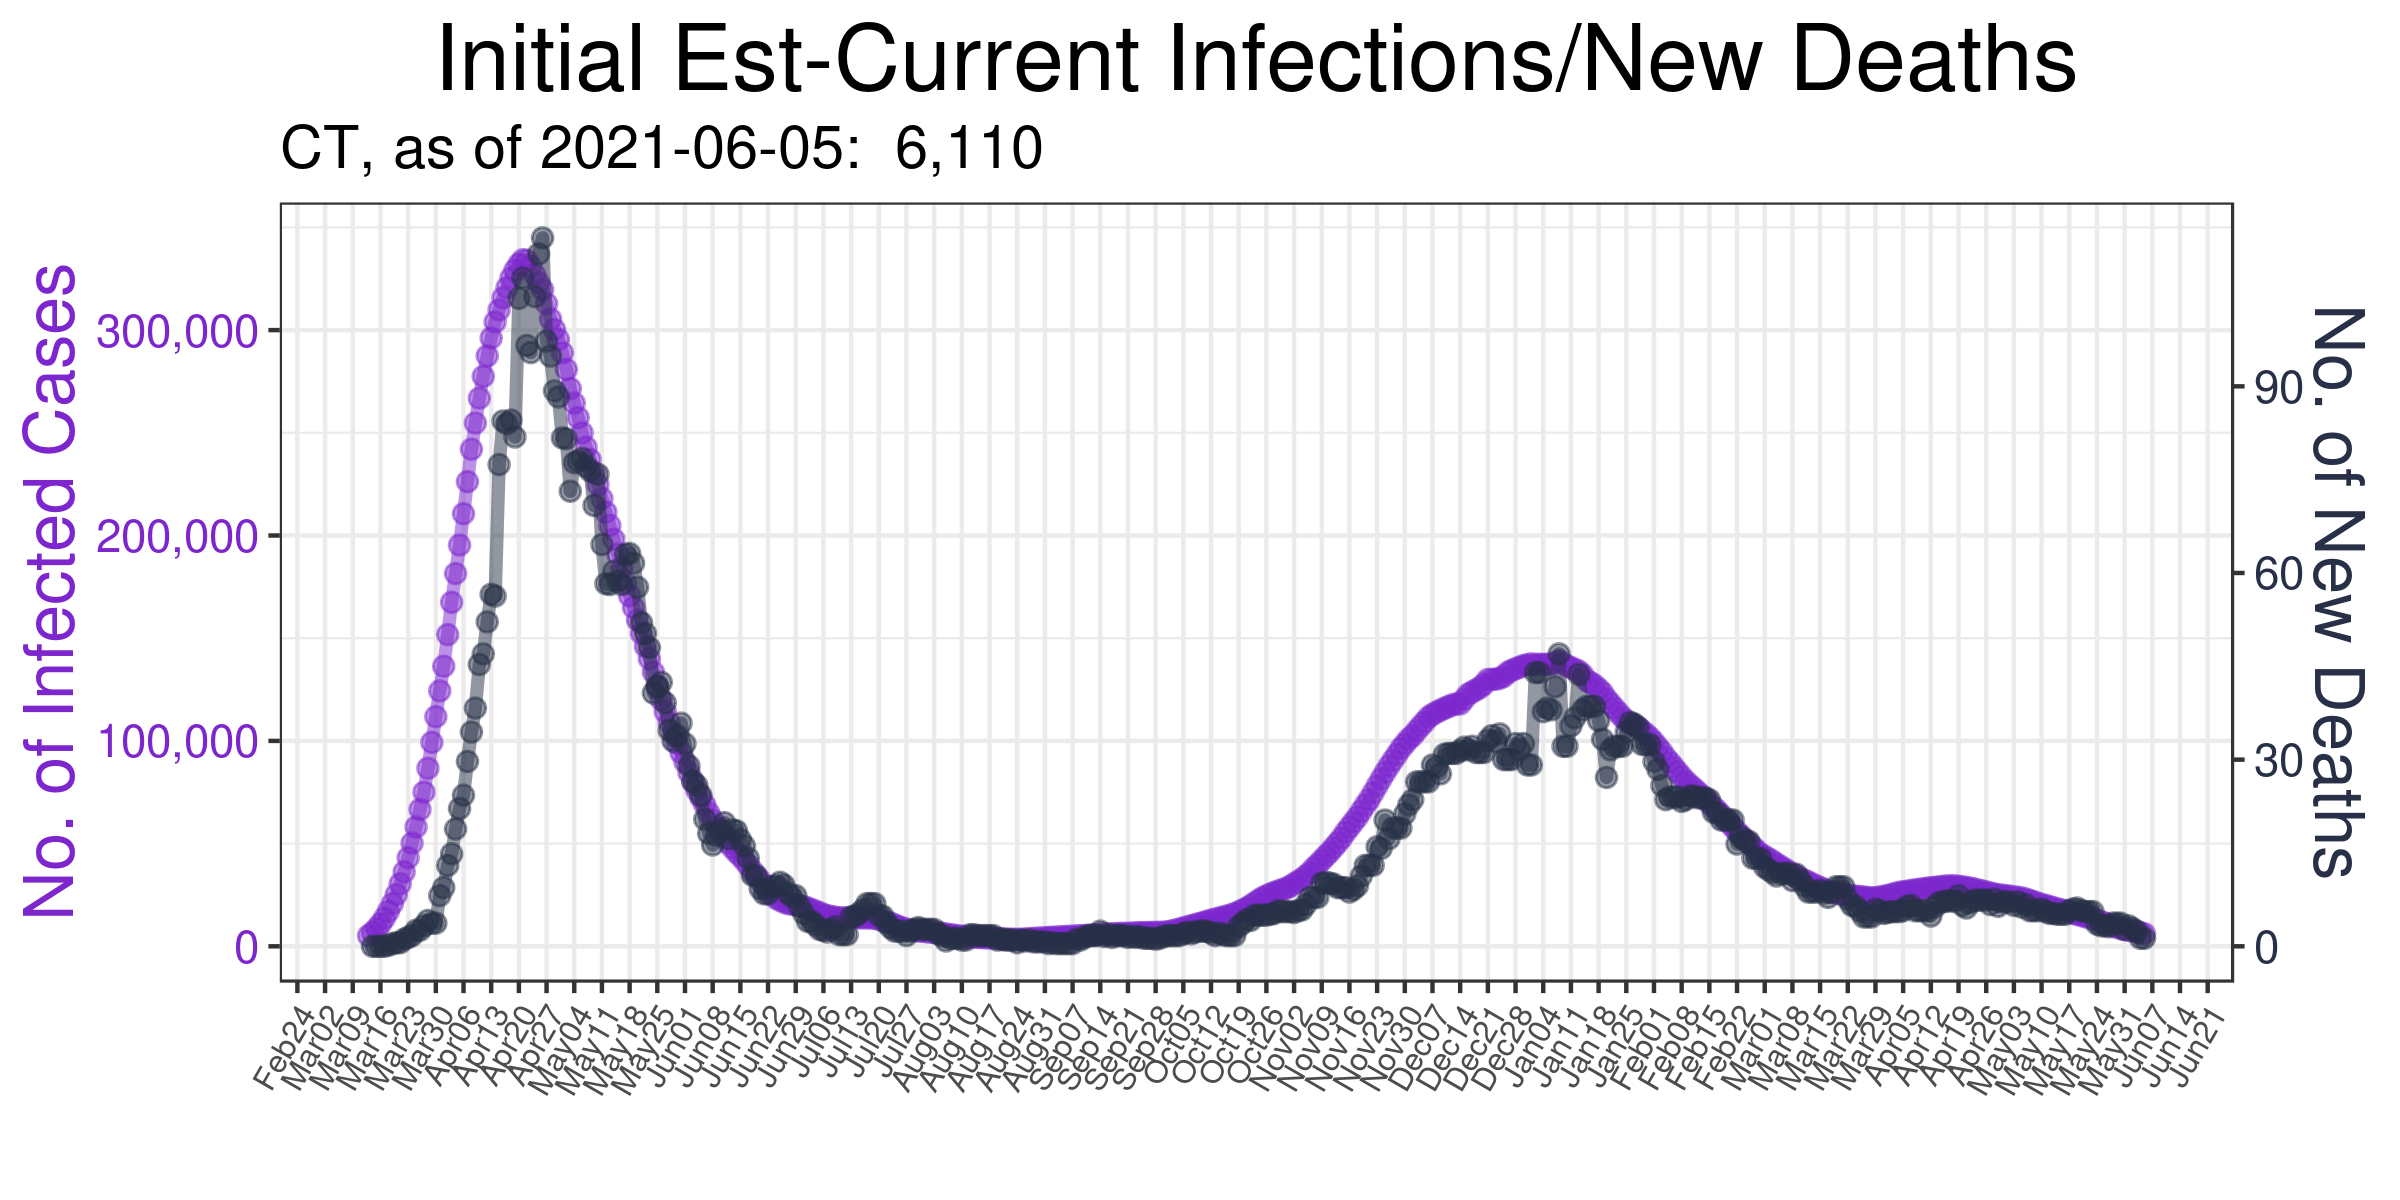 Initial Est-Current Infections/New Deaths
CT, as of 2021-06-05:  6,110
No. of Infected Cases
300,000
200,000
100,000
0
90
60
30
0
No. of New Deaths
Feb24
Mar02
Mar09
Mar16
Mar23
Mar30
Apr06
Apr13
Apr20
Apr27
May04
May11
May18
May25
Jun01
Jun08
Jun15
Jun22
Jun29
Jul06
Jul13
Jul20
Jul27
Aug03
Aug10
Aug17
Aug24
Aug31
Sep07
Sep14
Sep21
Sep28
Oct05
Oct12
Oct19
Oct26
Nov02
Nov09
Nov16
Nov23
Nov30
Dec07
Dec14
Dec21
Dec28
Jan04
Jan11
Jan18
Jan25
Feb01
Feb08
Feb15
Feb22
Mar01
Mar08
Mar15
Mar22
Mar29
Apr05
Apr12
Apr19
Apr26
May03
May10
May17
May24
May31
Jun07
Jun14
Jun21